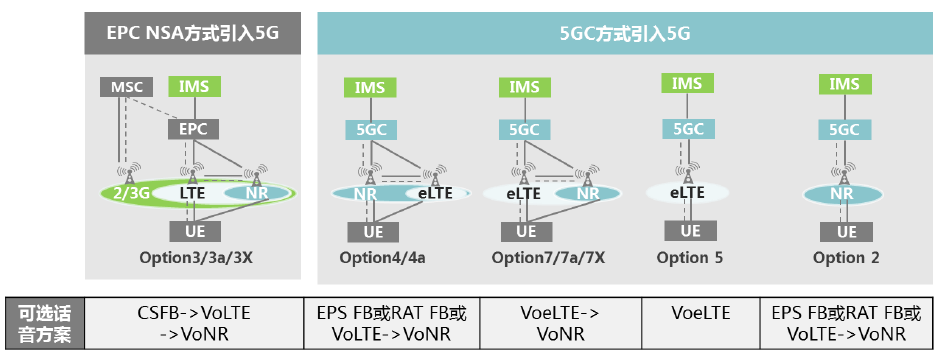 EPC NSA方式引入5G
5GC方式引入5G
MSC
IMS
EPC
2/3G
LTE
NR
UE
Option3/3a/3X
IMS
5GC
NR
eLTE
UE
Option4/4a
IMS
5GC
eLTE
NR
UE
Option7/7a/7X
IMS
5GC
eLTE
UE
Option 5
IMS
5GC
NR
UE
Option 2
可选话
音方案
CSFB->VoLTE
->VoNR
EPS FB或RAT FB或
VoLTE->VoNR
VoeLTE->
VoNR
VoeLTE
EPS FB或RAT FB或
VoLTE->VoNR